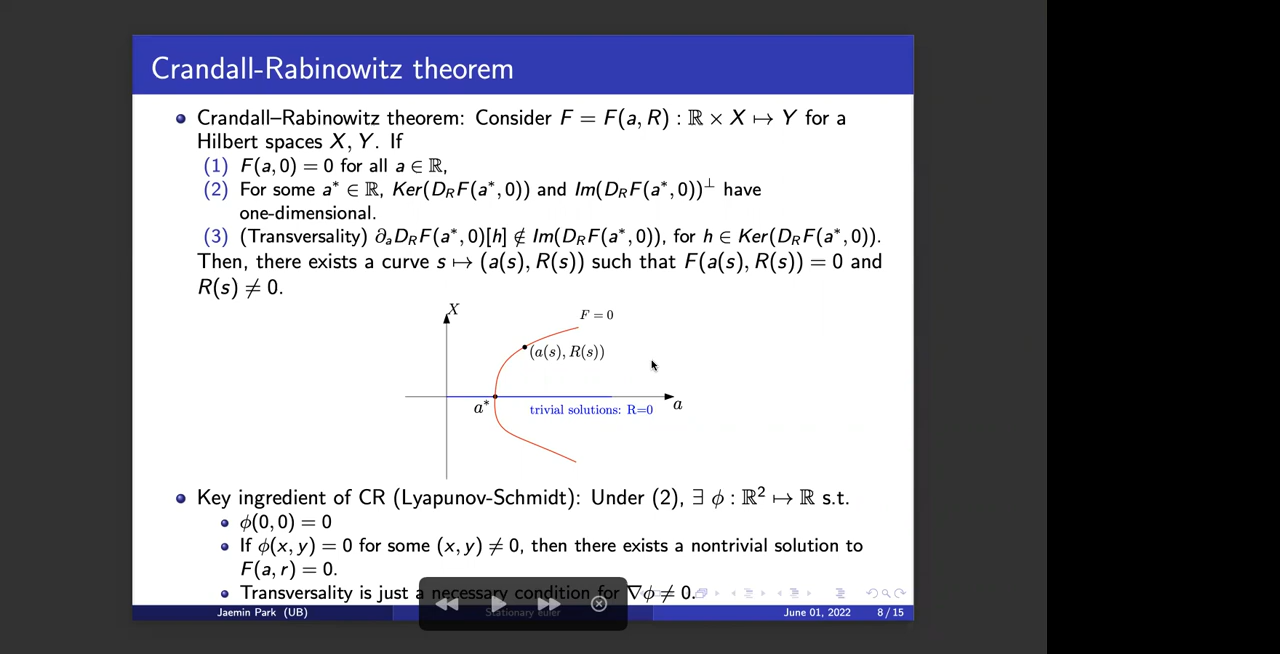 Crandall-Rabinowitz theorem
• Crandall–Rabinowitz theorem: Consider F = F(a, R) : ℝ × X ↦ Y for a
Hilbert spaces X, Y. If
(1) F(a, 0) = 0 for all a ∈ ℝ,
(2) For some a* ∈ ℝ, Ker(D_R F(a*, 0)) and Im(D_R F(a*, 0))^⊥ have
one-dimensional.
(3) (Transversality) ∂_a D_R F(a*, 0)[h] ∉ Im(D_R F(a*, 0)), for h ∈ Ker(D_R F(a*, 0)).
Then, there exists a curve s ↦ (a(s), R(s)) such that F(a(s), R(s)) = 0 and
R(s) ≠ 0.
X
F = 0
(a(s), R(s))
a*
trivial solutions: R=0
a
• Key ingredient of CR (Lyapunov-Schmidt): Under (2), ∃ ϕ : ℝ² ↦ ℝ s.t.
• ϕ(0, 0) = 0
• If ϕ(x, y) = 0 for some (x, y) ≠ 0, then there exists a nontrivial solution to
F(a, r) = 0.
• Transversality is just a necessary condition for ∇ϕ ≠ 0.
Jaemin Park (UB)
Stationary euler
June 01, 2022
8 / 15